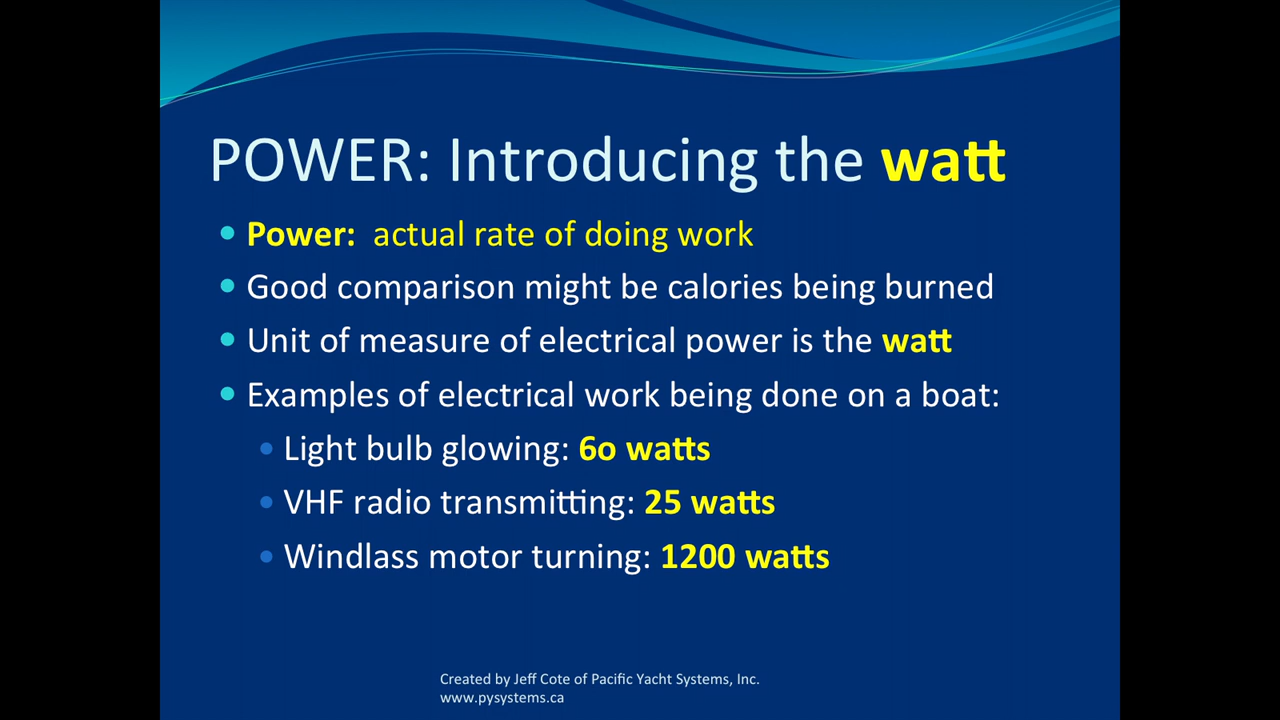 POWER: Introducing the watt
Power: actual rate of doing work
Good comparison might be calories being burned
Unit of measure of electrical power is the watt
Examples of electrical work being done on a boat:
Light bulb glowing: 6o watts
VHF radio transmitting: 25 watts
Windlass motor turning: 1200 watts
Created by Jeff Cote of Pacific Yacht Systems, Inc.
www.pysystems.ca